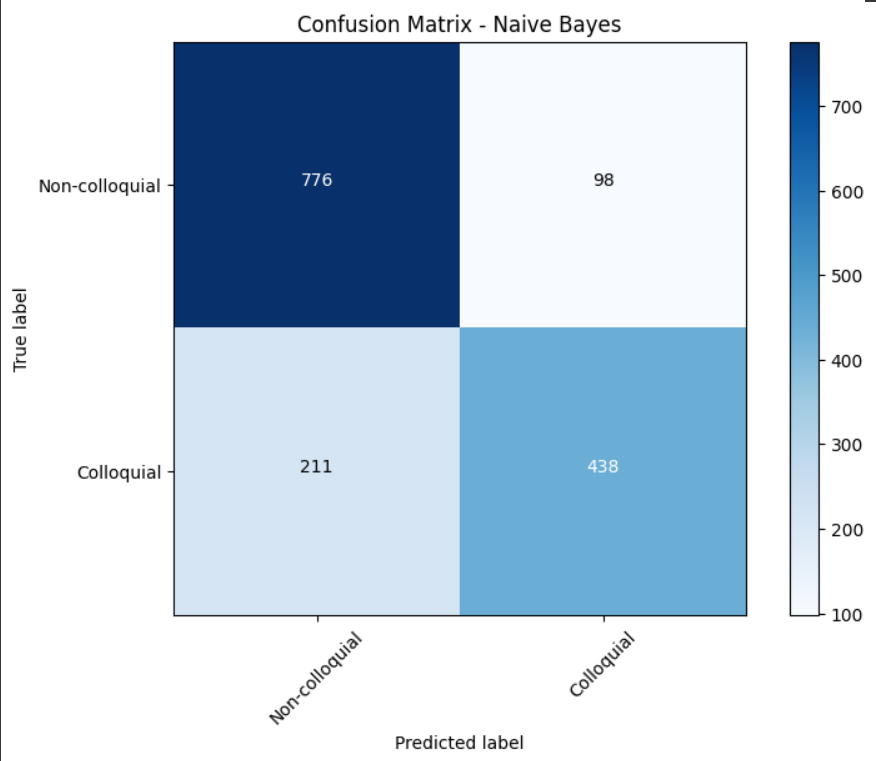 Confusion Matrix - Naive Bayes
Non-colloquial
776
98
700
600
500
400
300
200
100
True label
Colloquial
211
438
Non-colloquial
Colloquial
Predicted label